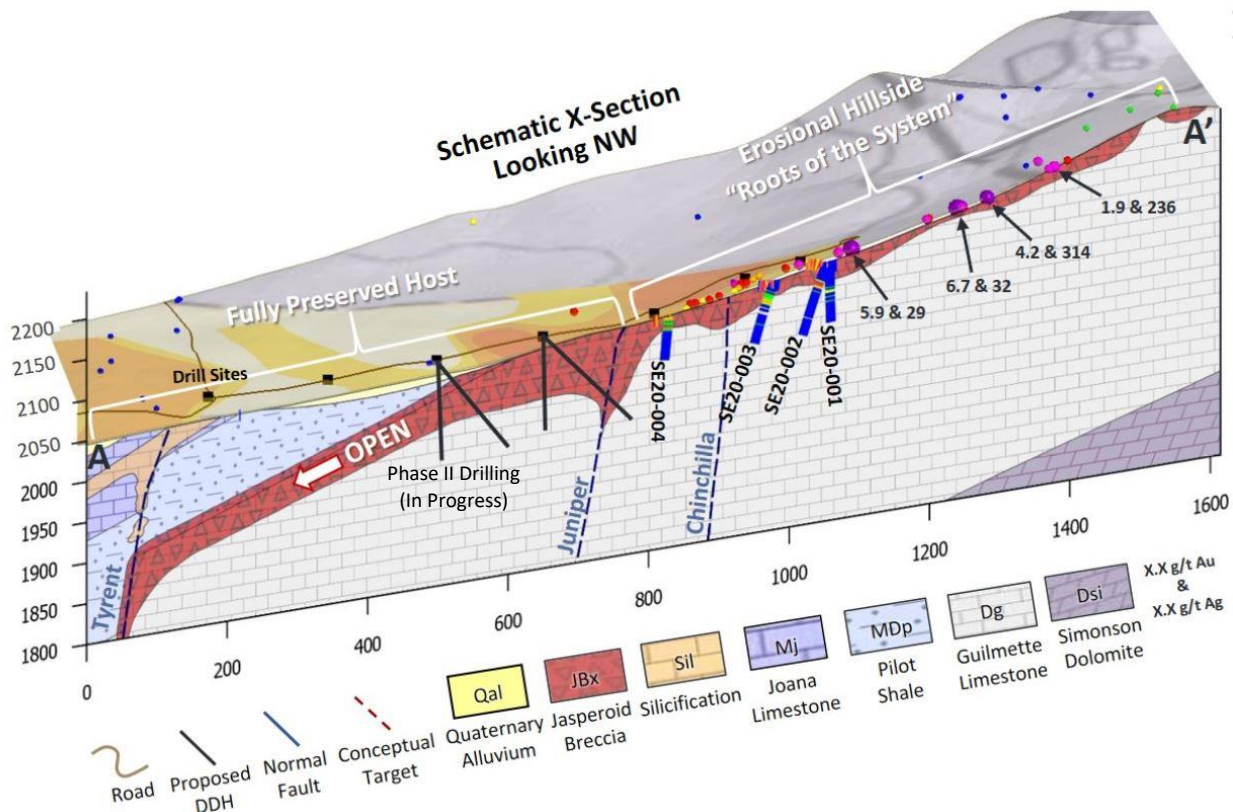 Schematic X-Section
Looking NW
Erosional Hillside
"Roots of the System"
Dg
A'
Fully Preserved Host
1.9 & 236
4.2 & 314
6.7 & 32
5.9 & 29
Drill Sites
A
OPEN
Phase II Drilling
(In Progress)
SE20-004
SE20-003
SE20-002
SE20-001
Tyrent
Juniper
Chinchilla
2200
2150
2100
2050
2000
1950
1900
1850
1800
0
200
400
600
800
1000
1200
1400
1600
Road
Proposed
DDH
Normal
Fault
Conceptual
Target
Qal
Quaternary
Alluvium
JBx
Jasperoid
Breccia
Sil
Silicification
Mj
Joana
Limestone
MDp
Pilot
Shale
Dg
Guilmette
Limestone
Dsi
Simonson
Dolomite
X.X g/t Au
&
X.X g/t Ag